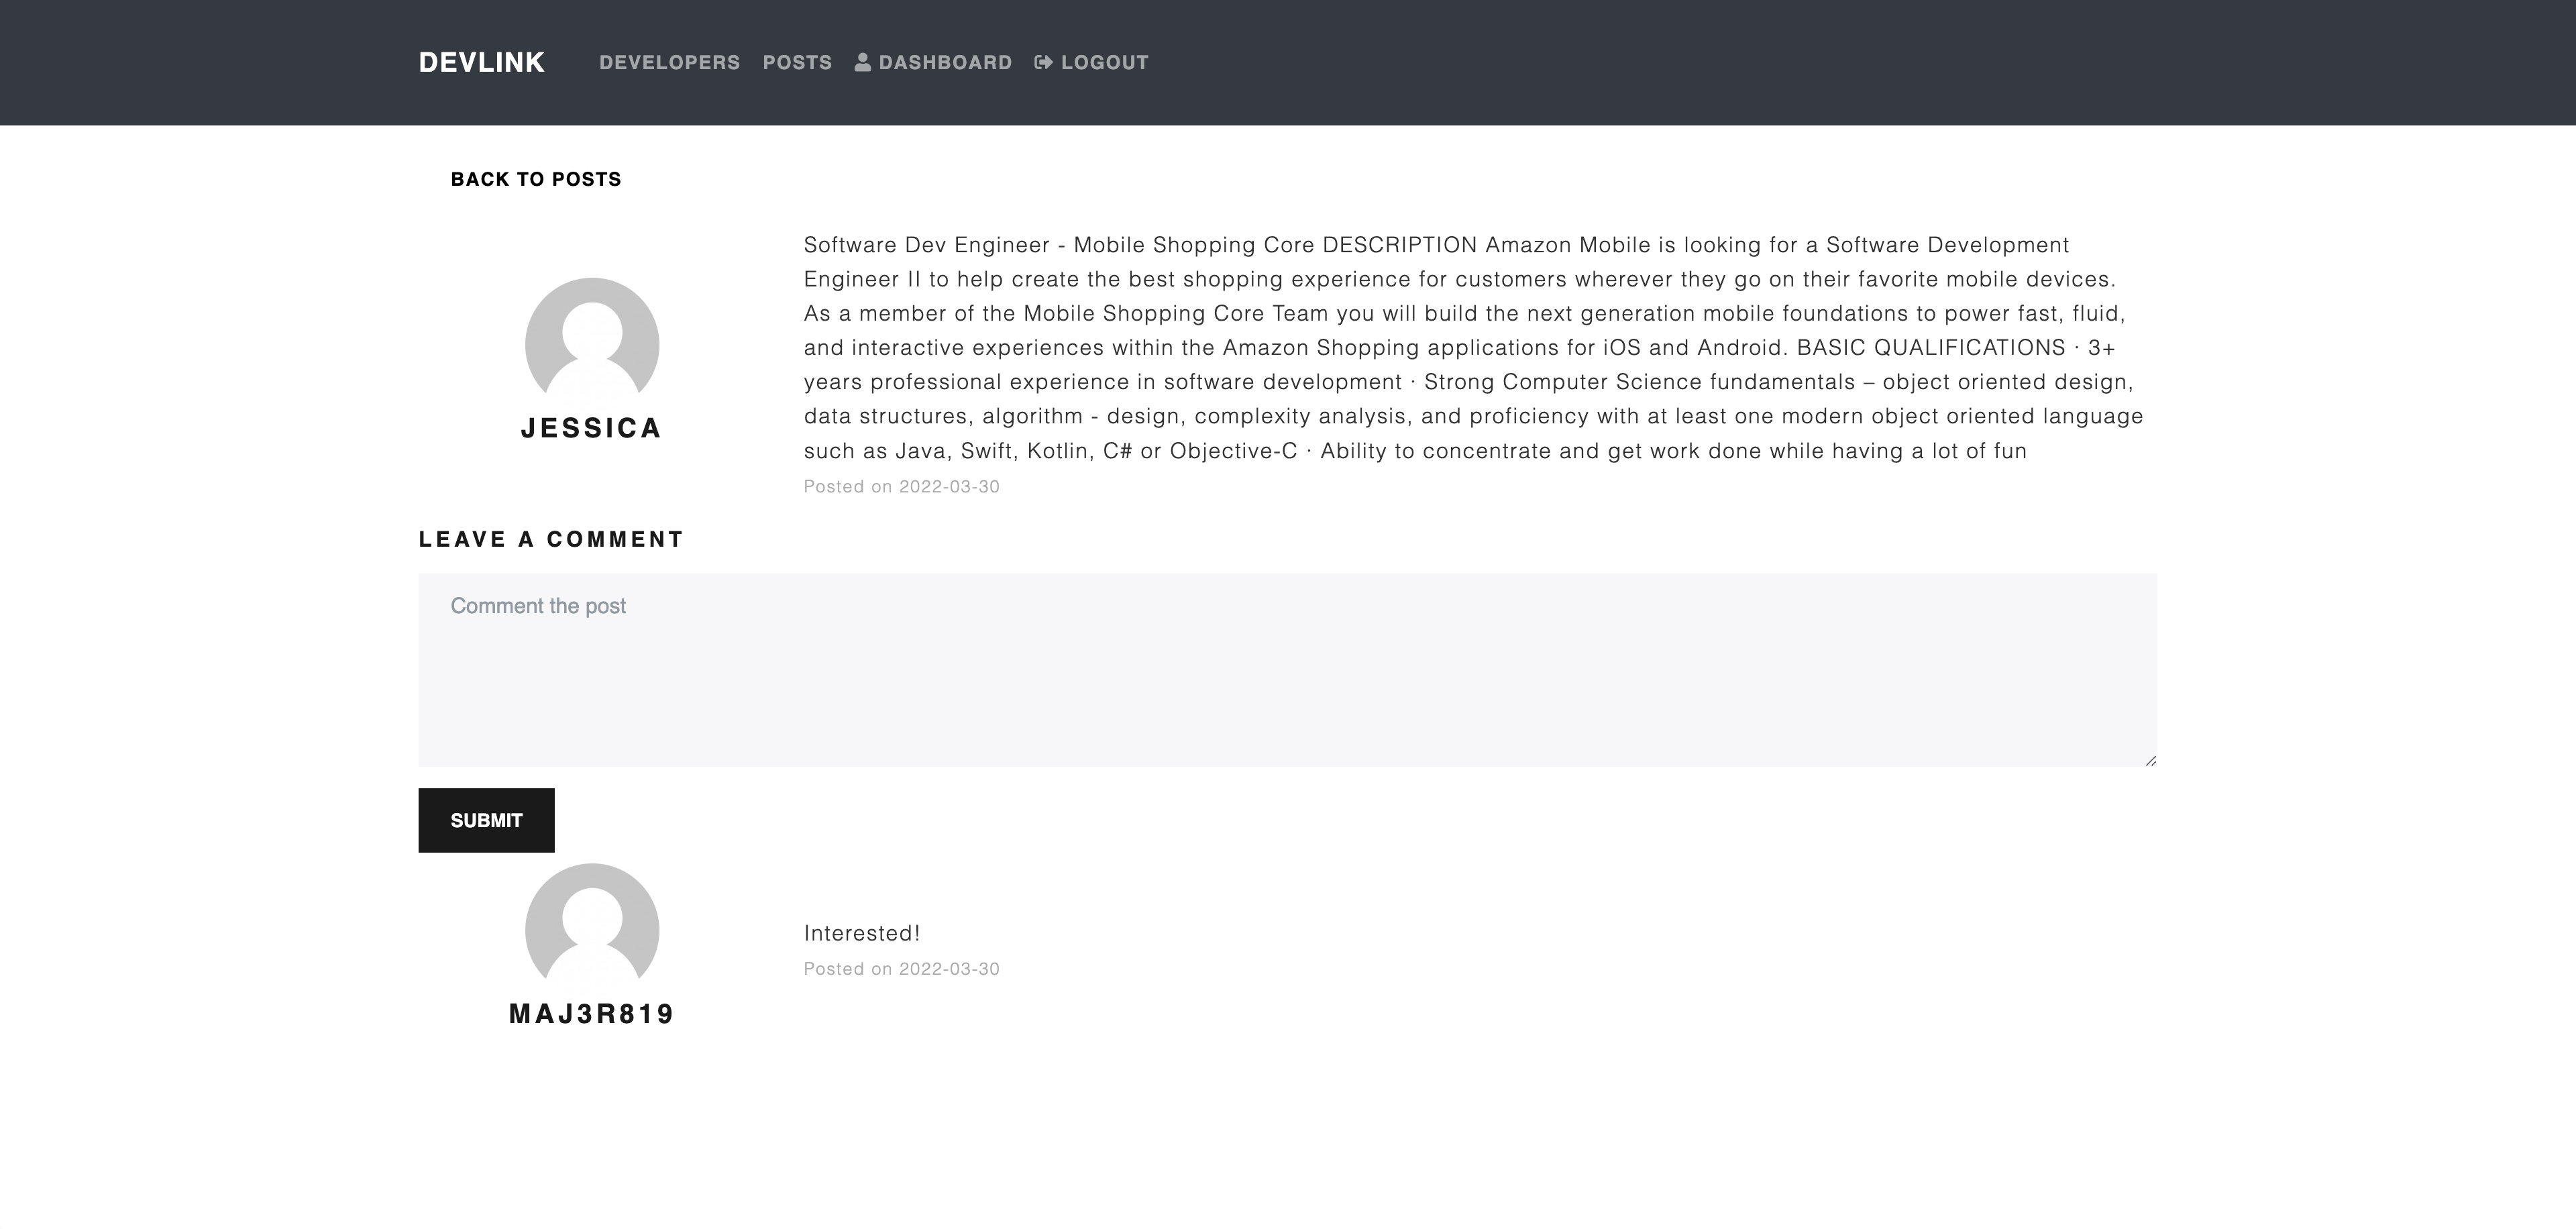 DEVLINK DEVELOPERS POSTS DASHBOARD LOGOUT
BACK TO POSTS
Software Dev Engineer - Mobile Shopping Core DESCRIPTION Amazon Mobile is looking for a Software Development
Engineer II to help create the best shopping experience for customers wherever they go on their favorite mobile devices.
As a member of the Mobile Shopping Core Team you will build the next generation mobile foundations to power fast, fluid,
and interactive experiences within the Amazon Shopping applications for iOS and Android. BASIC QUALIFICATIONS · 3+
years professional experience in software development · Strong Computer Science fundamentals – object oriented design,
data structures, algorithm - design, complexity analysis, and proficiency with at least one modern object oriented language
such as Java, Swift, Kotlin, C# or Objective-C · Ability to concentrate and get work done while having a lot of fun
Posted on 2022-03-30
JESSICA
LEAVE A COMMENT
Comment the post
SUBMIT
Interested!
Posted on 2022-03-30
MAJ3R819